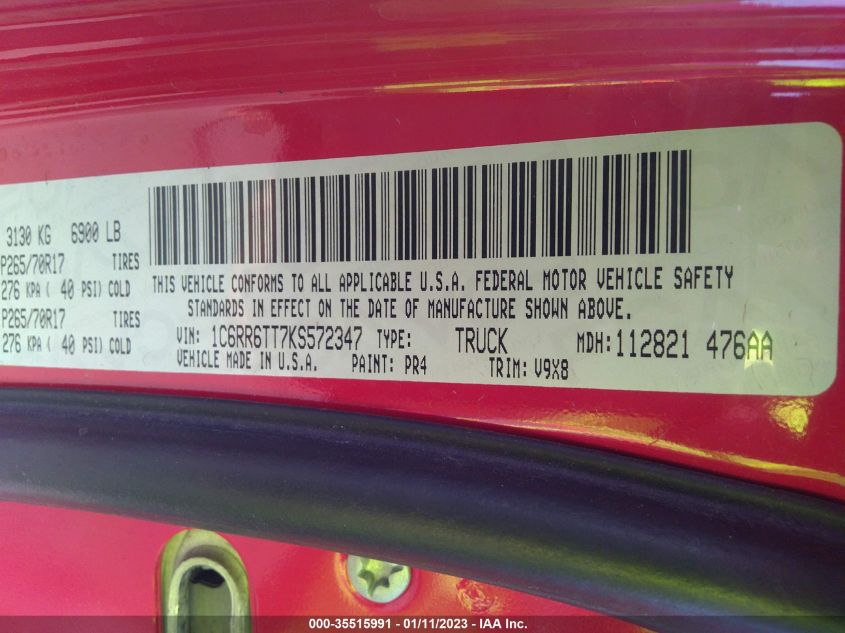 3130 KG 6900 LB
P265/70R17 TIRES
276 KPA ( 40 PSI) COLD
P265/70R17 TIRES
276 KPA ( 40 PSI) COLD
THIS VEHICLE CONFORMS TO ALL APPLICABLE U.S.A. FEDERAL MOTOR VEHICLE SAFETY
STANDARDS IN EFFECT ON THE DATE OF MANUFACTURE SHOWN ABOVE.
VIN: 1C6RR6TT7KS572347 TYPE: TRUCK MDH:112821 476AA
VEHICLE MADE IN U.S.A. PAINT: PR4 TRIM: V9X8
000-35515991 - 01/11/2023 - IAA Inc.